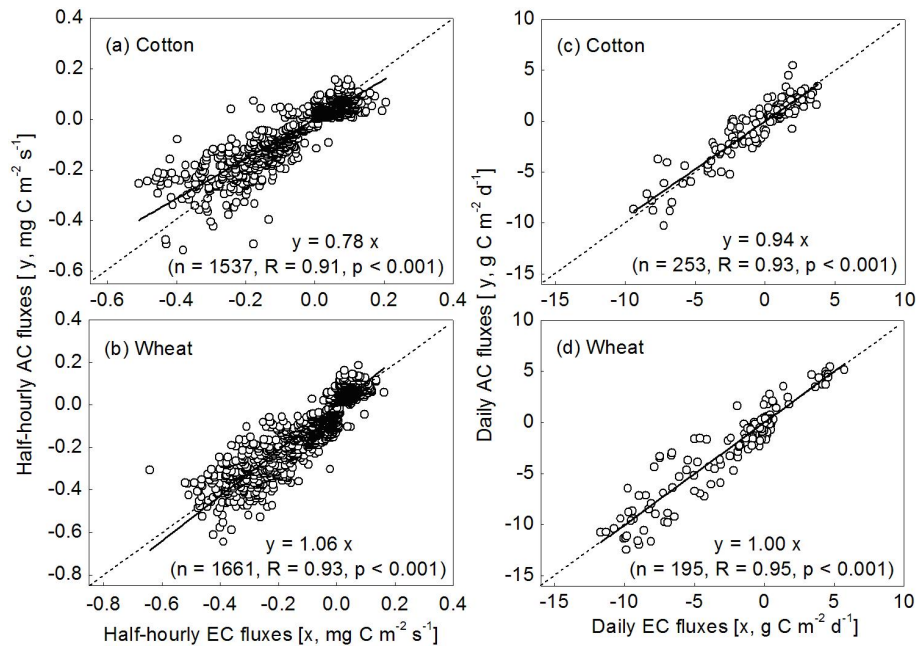 Half-hourly AC fluxes [ y, mg C m-2 s-1]
0.4
0.2
0.0
-0.2
-0.4
-0.6
(a) Cotton
y = 0.78 x
(n = 1537, R = 0.91, p < 0.001)
-0.6 -0.4 -0.2 0.0 0.2 0.4
0.4
0.2
0.0
-0.2
-0.4
-0.6
-0.8
(b) Wheat
y = 1.06 x
(n = 1661, R = 0.93, p < 0.001)
-0.8 -0.6 -0.4 -0.2 0.0 0.2 0.4
Half-hourly EC fluxes [x, mg C m-2 s-1]
Daily AC fluxes [ y, g C m-2 d-1]
10
5
0
-5
-10
-15
(c) Cotton
y = 0.94 x
(n = 253, R = 0.93, p < 0.001)
-15 -10 -5 0 5 10
10
5
0
-5
-10
-15
(d) Wheat
y = 1.00 x
(n = 195, R = 0.95, p < 0.001)
-15 -10 -5 0 5 10
Daily EC fluxes [x, g C m-2 d-1]